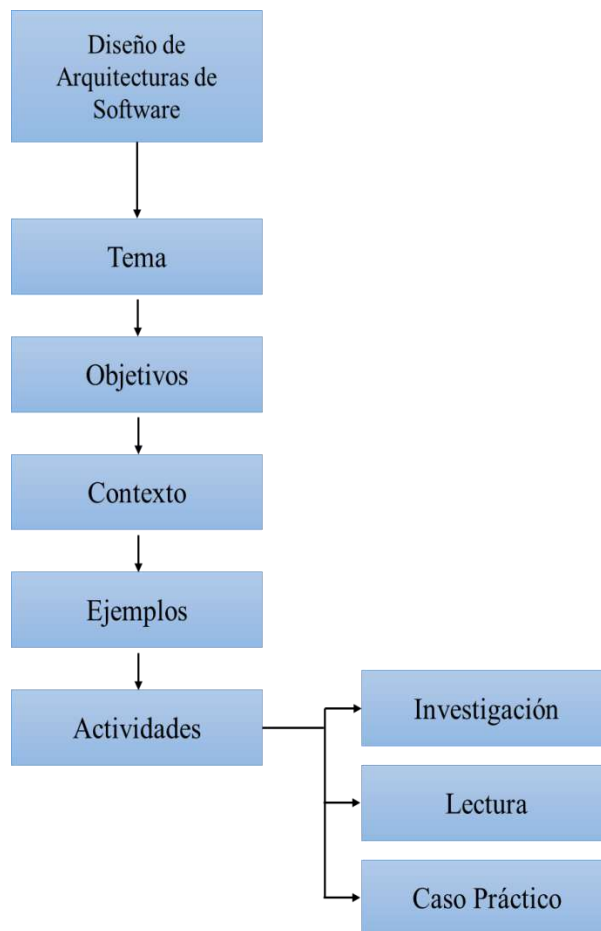 Diseño de
Arquitecturas de
Software
Tema
Objetivos
Contexto
Ejemplos
Actividades
Investigación
Lectura
Caso Práctico